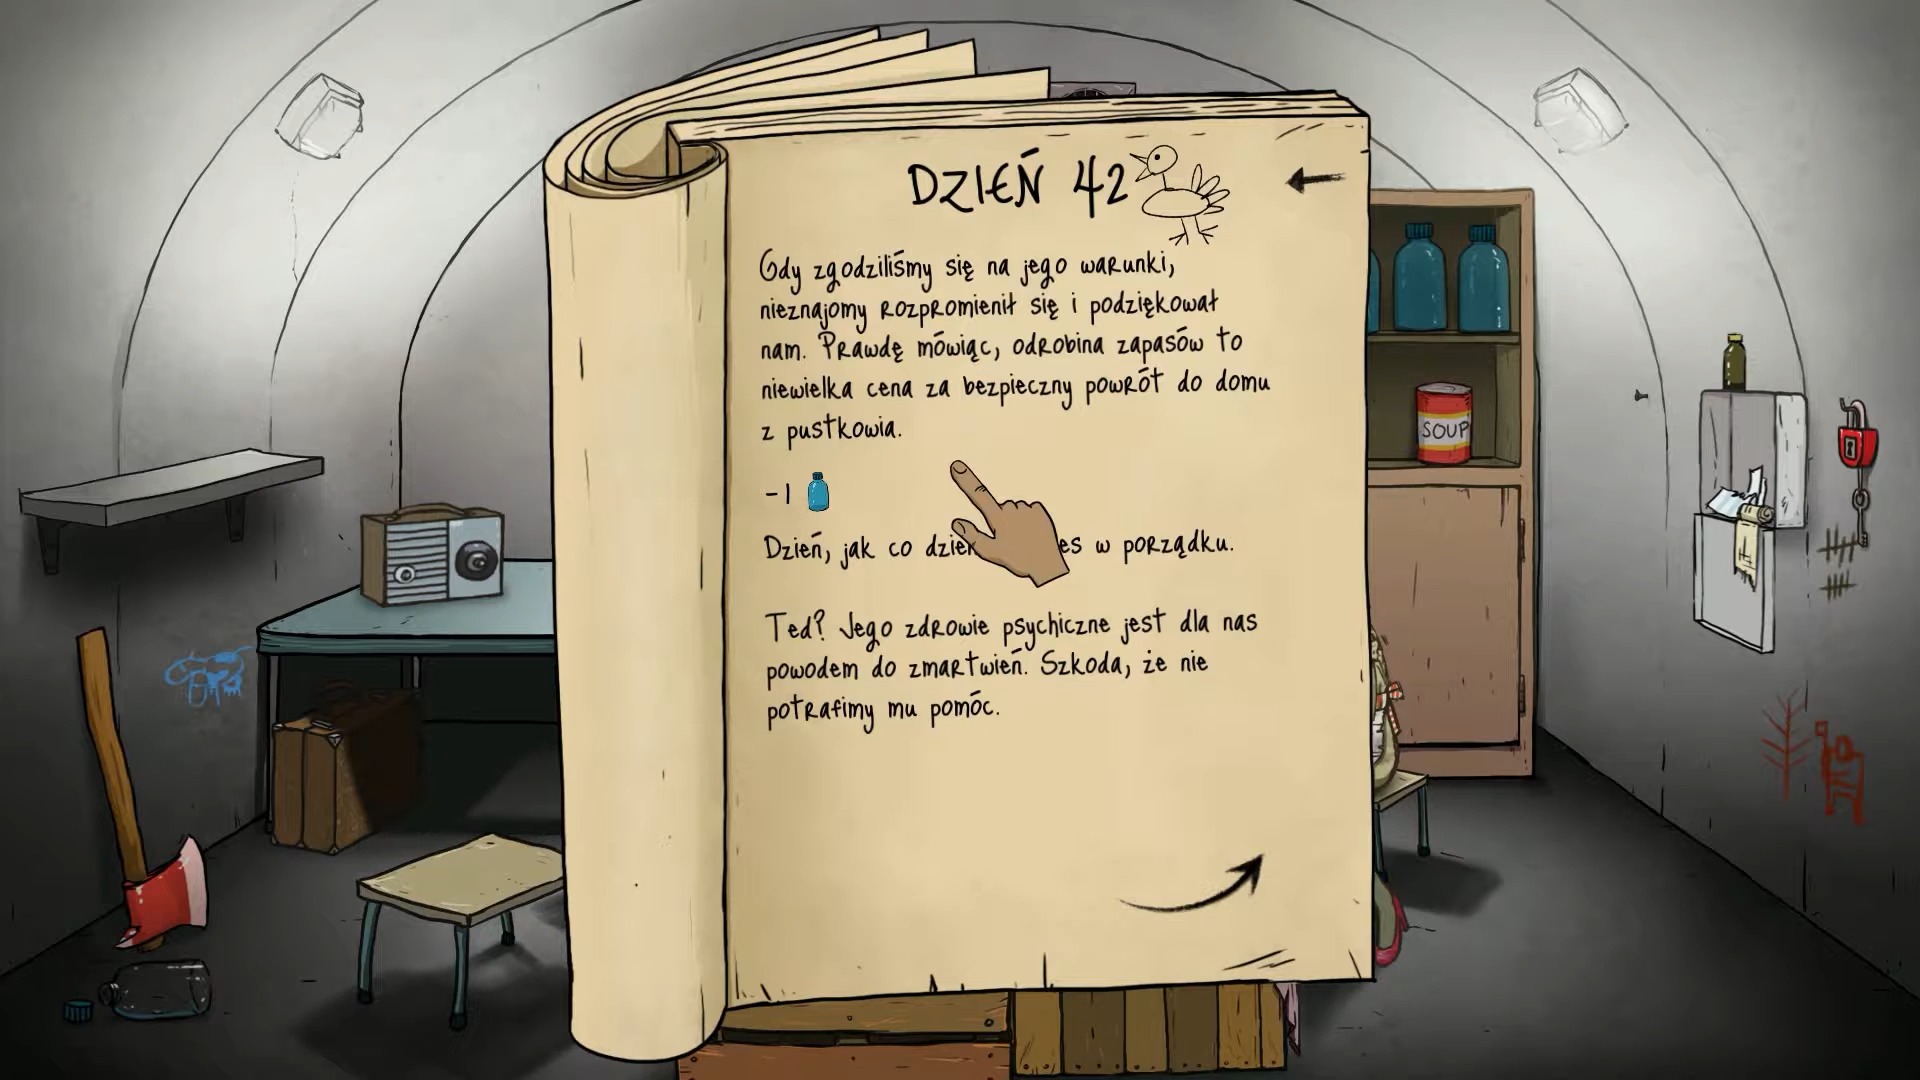 DZIEŃ 42
Gdy zgodziliśmy się na jego warunki,
nieznajomy rozpromienił się i podziękował
nam. Prawdę mówiąc, odrobina zapasów to
niewielka cena za bezpieczny powrót do domu
z pustkowia.
-1
Dzień, jak co dzień w porządku.
Ted? Jego zdrowie psychiczne jest dla nas
powodem do zmartwień. Szkoda, że nie
potrafimy mu pomóc.
SOUP